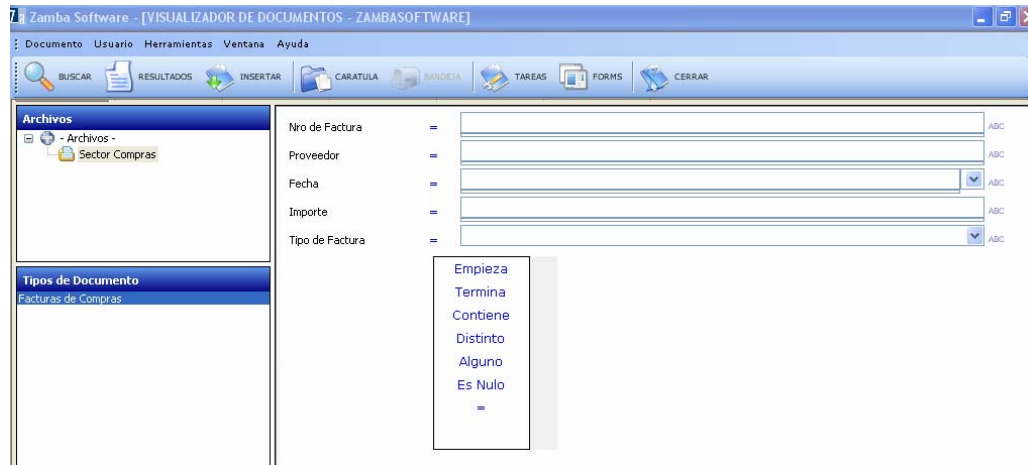 Zamba Software - [VISUALIZADOR DE DOCUMENTOS - ZAMBASOFTWARE]
Documento Usuario Herramientas Ventana Ayuda
BUSCAR RESULTADOS INSERTAR CARATULA BANDEJA TAREAS FORMS CERRAR
Archivos
- Archivos -
Sector Compras
Tipos de Documento
Facturas de Compras
Nro de Factura = ABC
Proveedor = ABC
Fecha = ABC
Importe = ABC
Tipo de Factura = ABC
Empieza
Termina
Contiene
Distinto
Alguno
Es Nulo
=